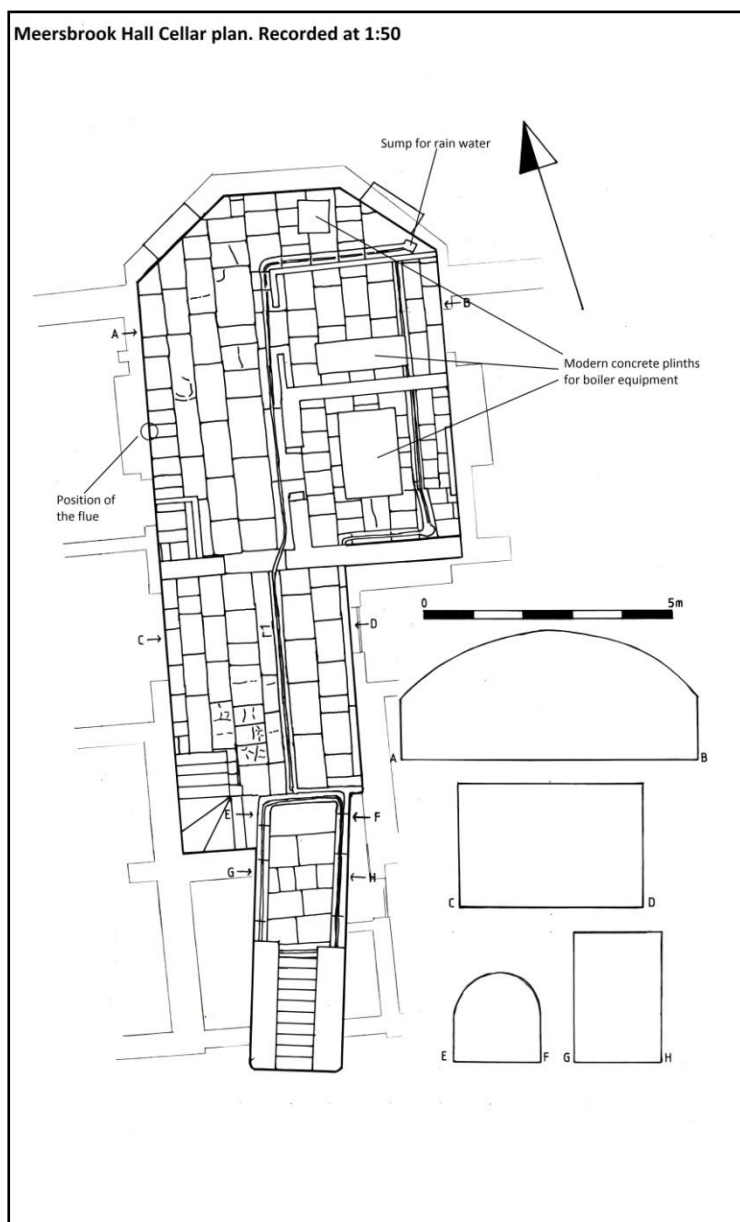 Meersbrook Hall Cellar plan. Recorded at 1:50
Sump for rain water
A
B
Modern concrete plinths
for boiler equipment
Position of
the flue
0
5m
C
D
A
B
E
F
G
H
C
D
E
F
G
H